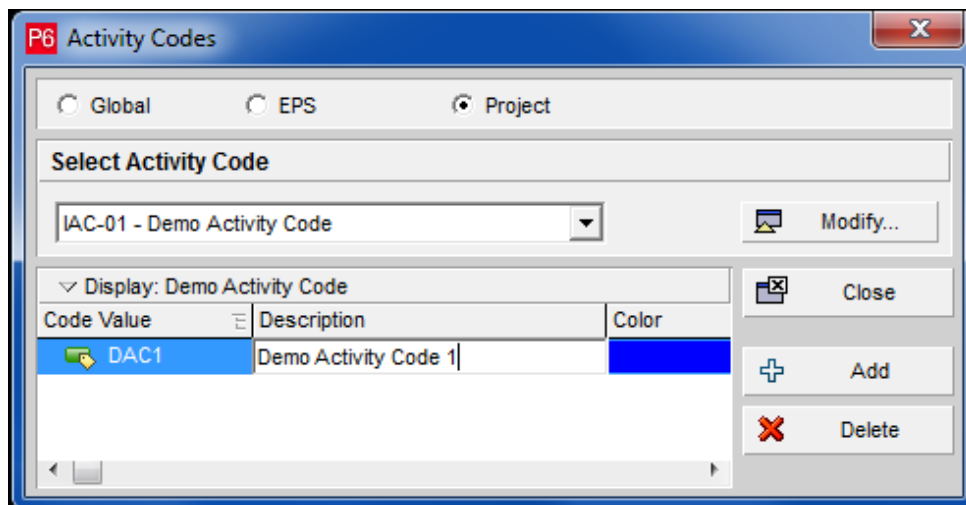 P6 Activity Codes
Global EPS Project
Select Activity Code
IAC-01 - Demo Activity Code
Modify...
Display: Demo Activity Code
Close
Code Value Description Color
DAC1 Demo Activity Code 1
Add
Delete